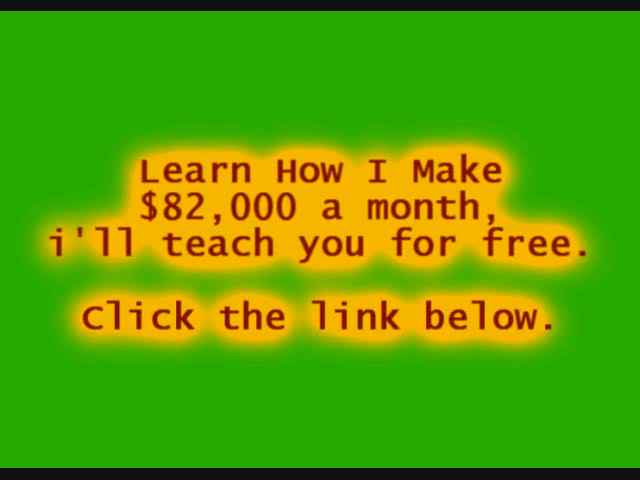 Learn How I Make
$82,000 a month,
i'll teach you for free.
Click the link below.